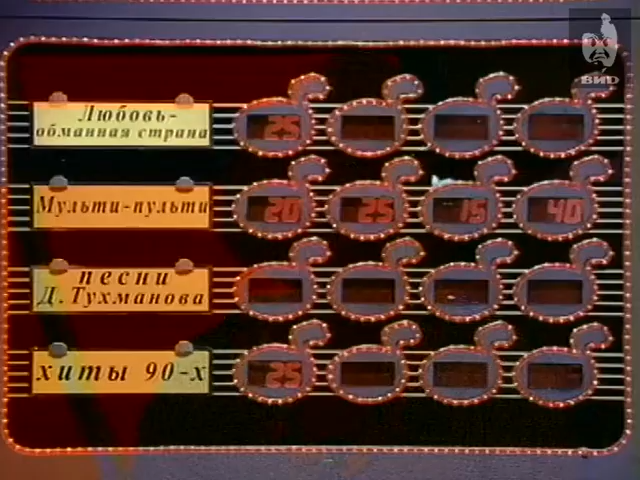 ВИD
Любовь-
обманная страна
25
Мульти-пульти
20 25 15 40
песни
Д. Тухманова
хиты 90-х
25